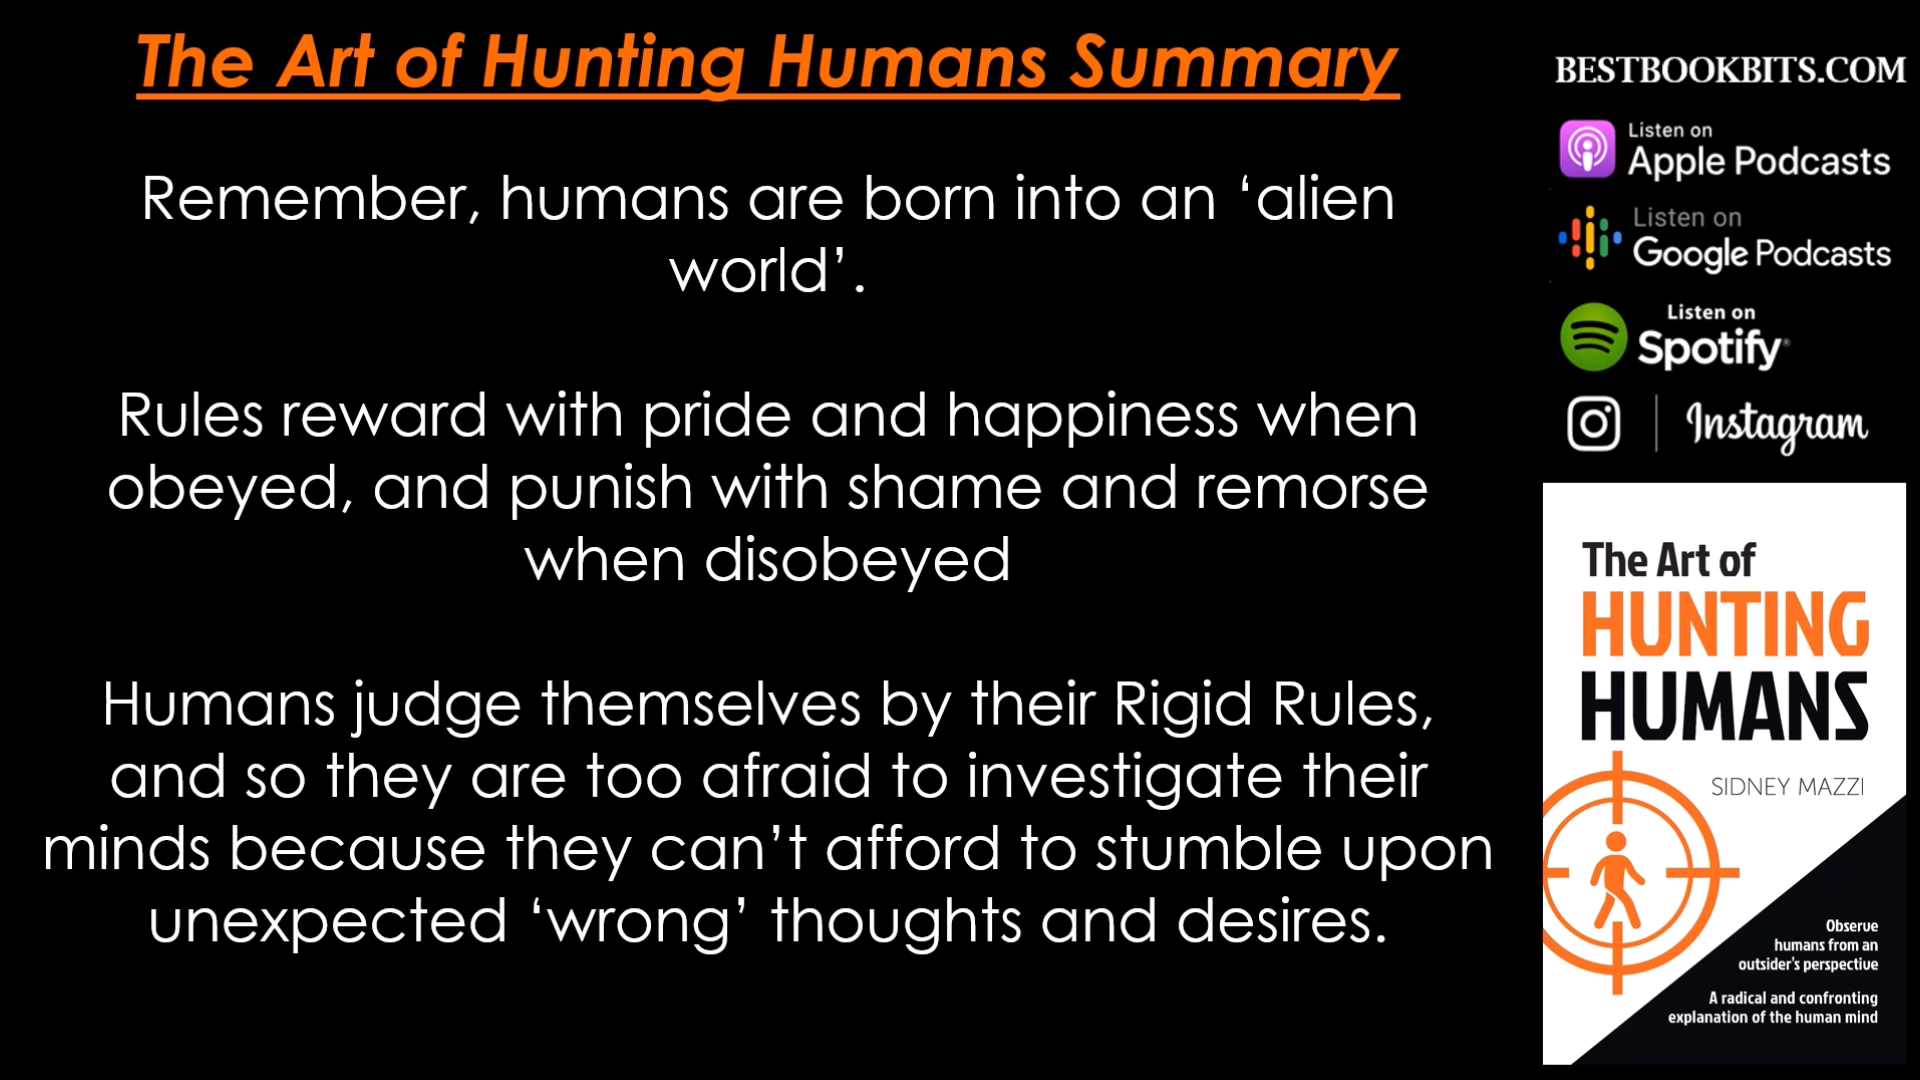 The Art of Hunting Humans Summary
Remember, humans are born into an ‘alien
world’.
Rules reward with pride and happiness when
obeyed, and punish with shame and remorse
when disobeyed
Humans judge themselves by their Rigid Rules,
and so they are too afraid to investigate their
minds because they can’t afford to stumble upon
unexpected ‘wrong’ thoughts and desires.
BESTBOOKBITS.COM
Listen on
Apple Podcasts
Listen on
Google Podcasts
Listen on
Spotify
Instagram
The Art of
HUNTING
HUMANS
SIDNEY MAZZI
Observe
humans from an
outsider's perspective
A radical and confronting
explanation of the human mind